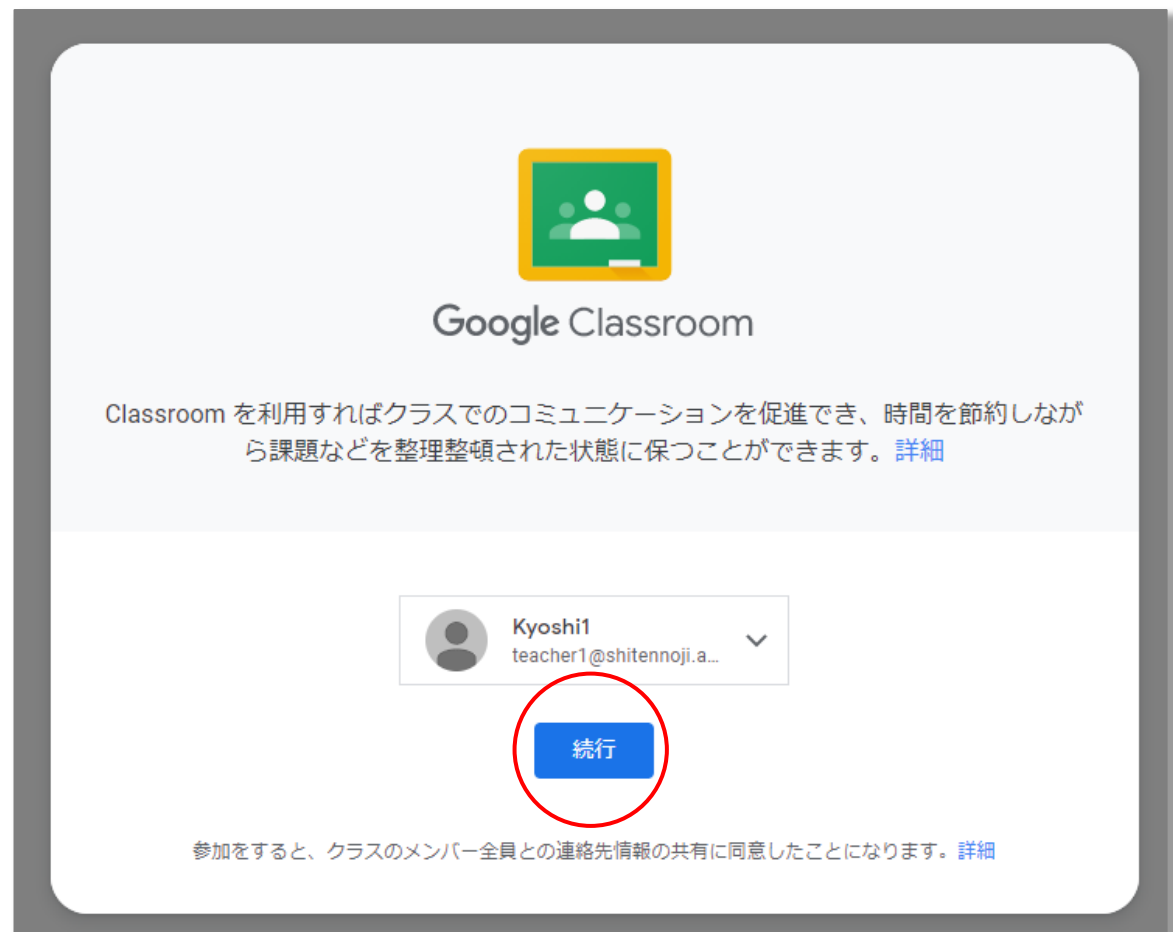 Google Classroom
Classroom を利用すればクラスでのコミュニケーションを促進でき、時間を節約しなが
ら課題などを整理整頓された状態に保つことができます。詳細
Kyoshi1
teacher1@shitennoji.a...
続行
参加をすると、クラスのメンバー全員との連絡先情報の共有に同意したことになります。詳細